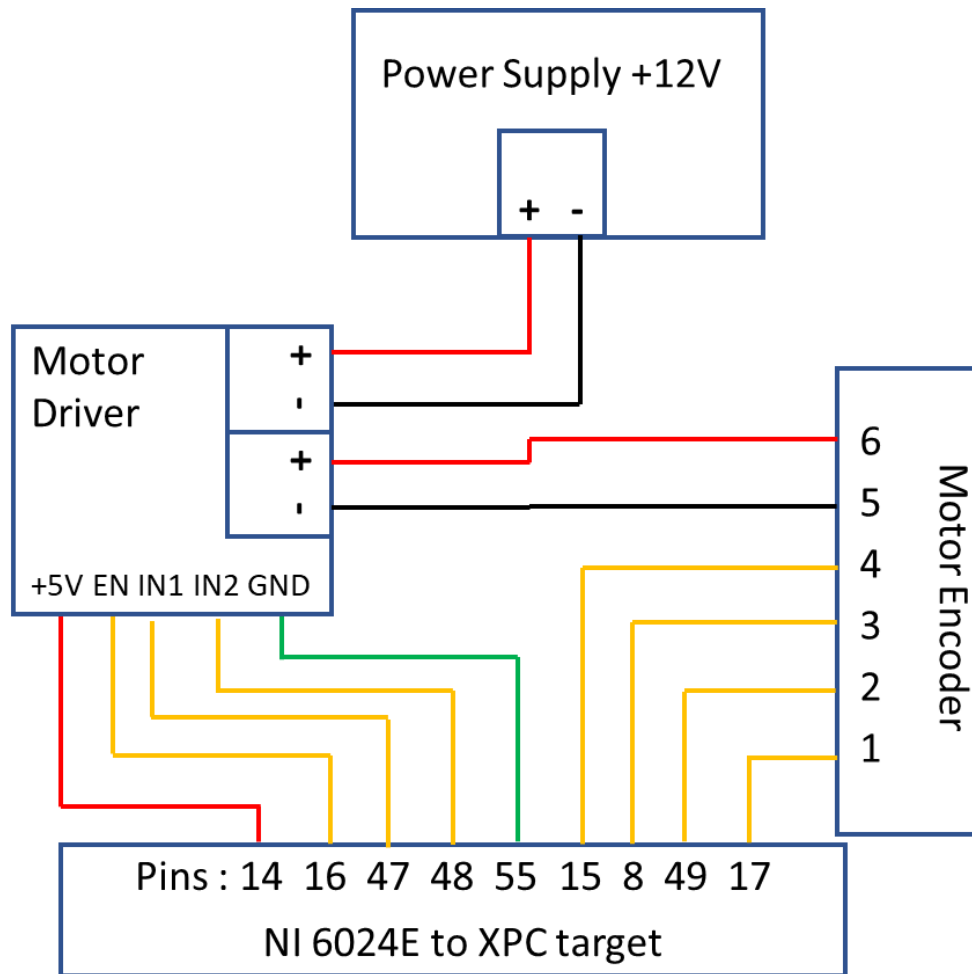 Power Supply +12V
+ -
Motor
Driver
+
-
+
-
+5V EN IN1 IN2 GND
6
5
4
3
2
1
Motor Encoder
Pins : 14 16 47 48 55 15 8 49 17
NI 6024E to XPC target